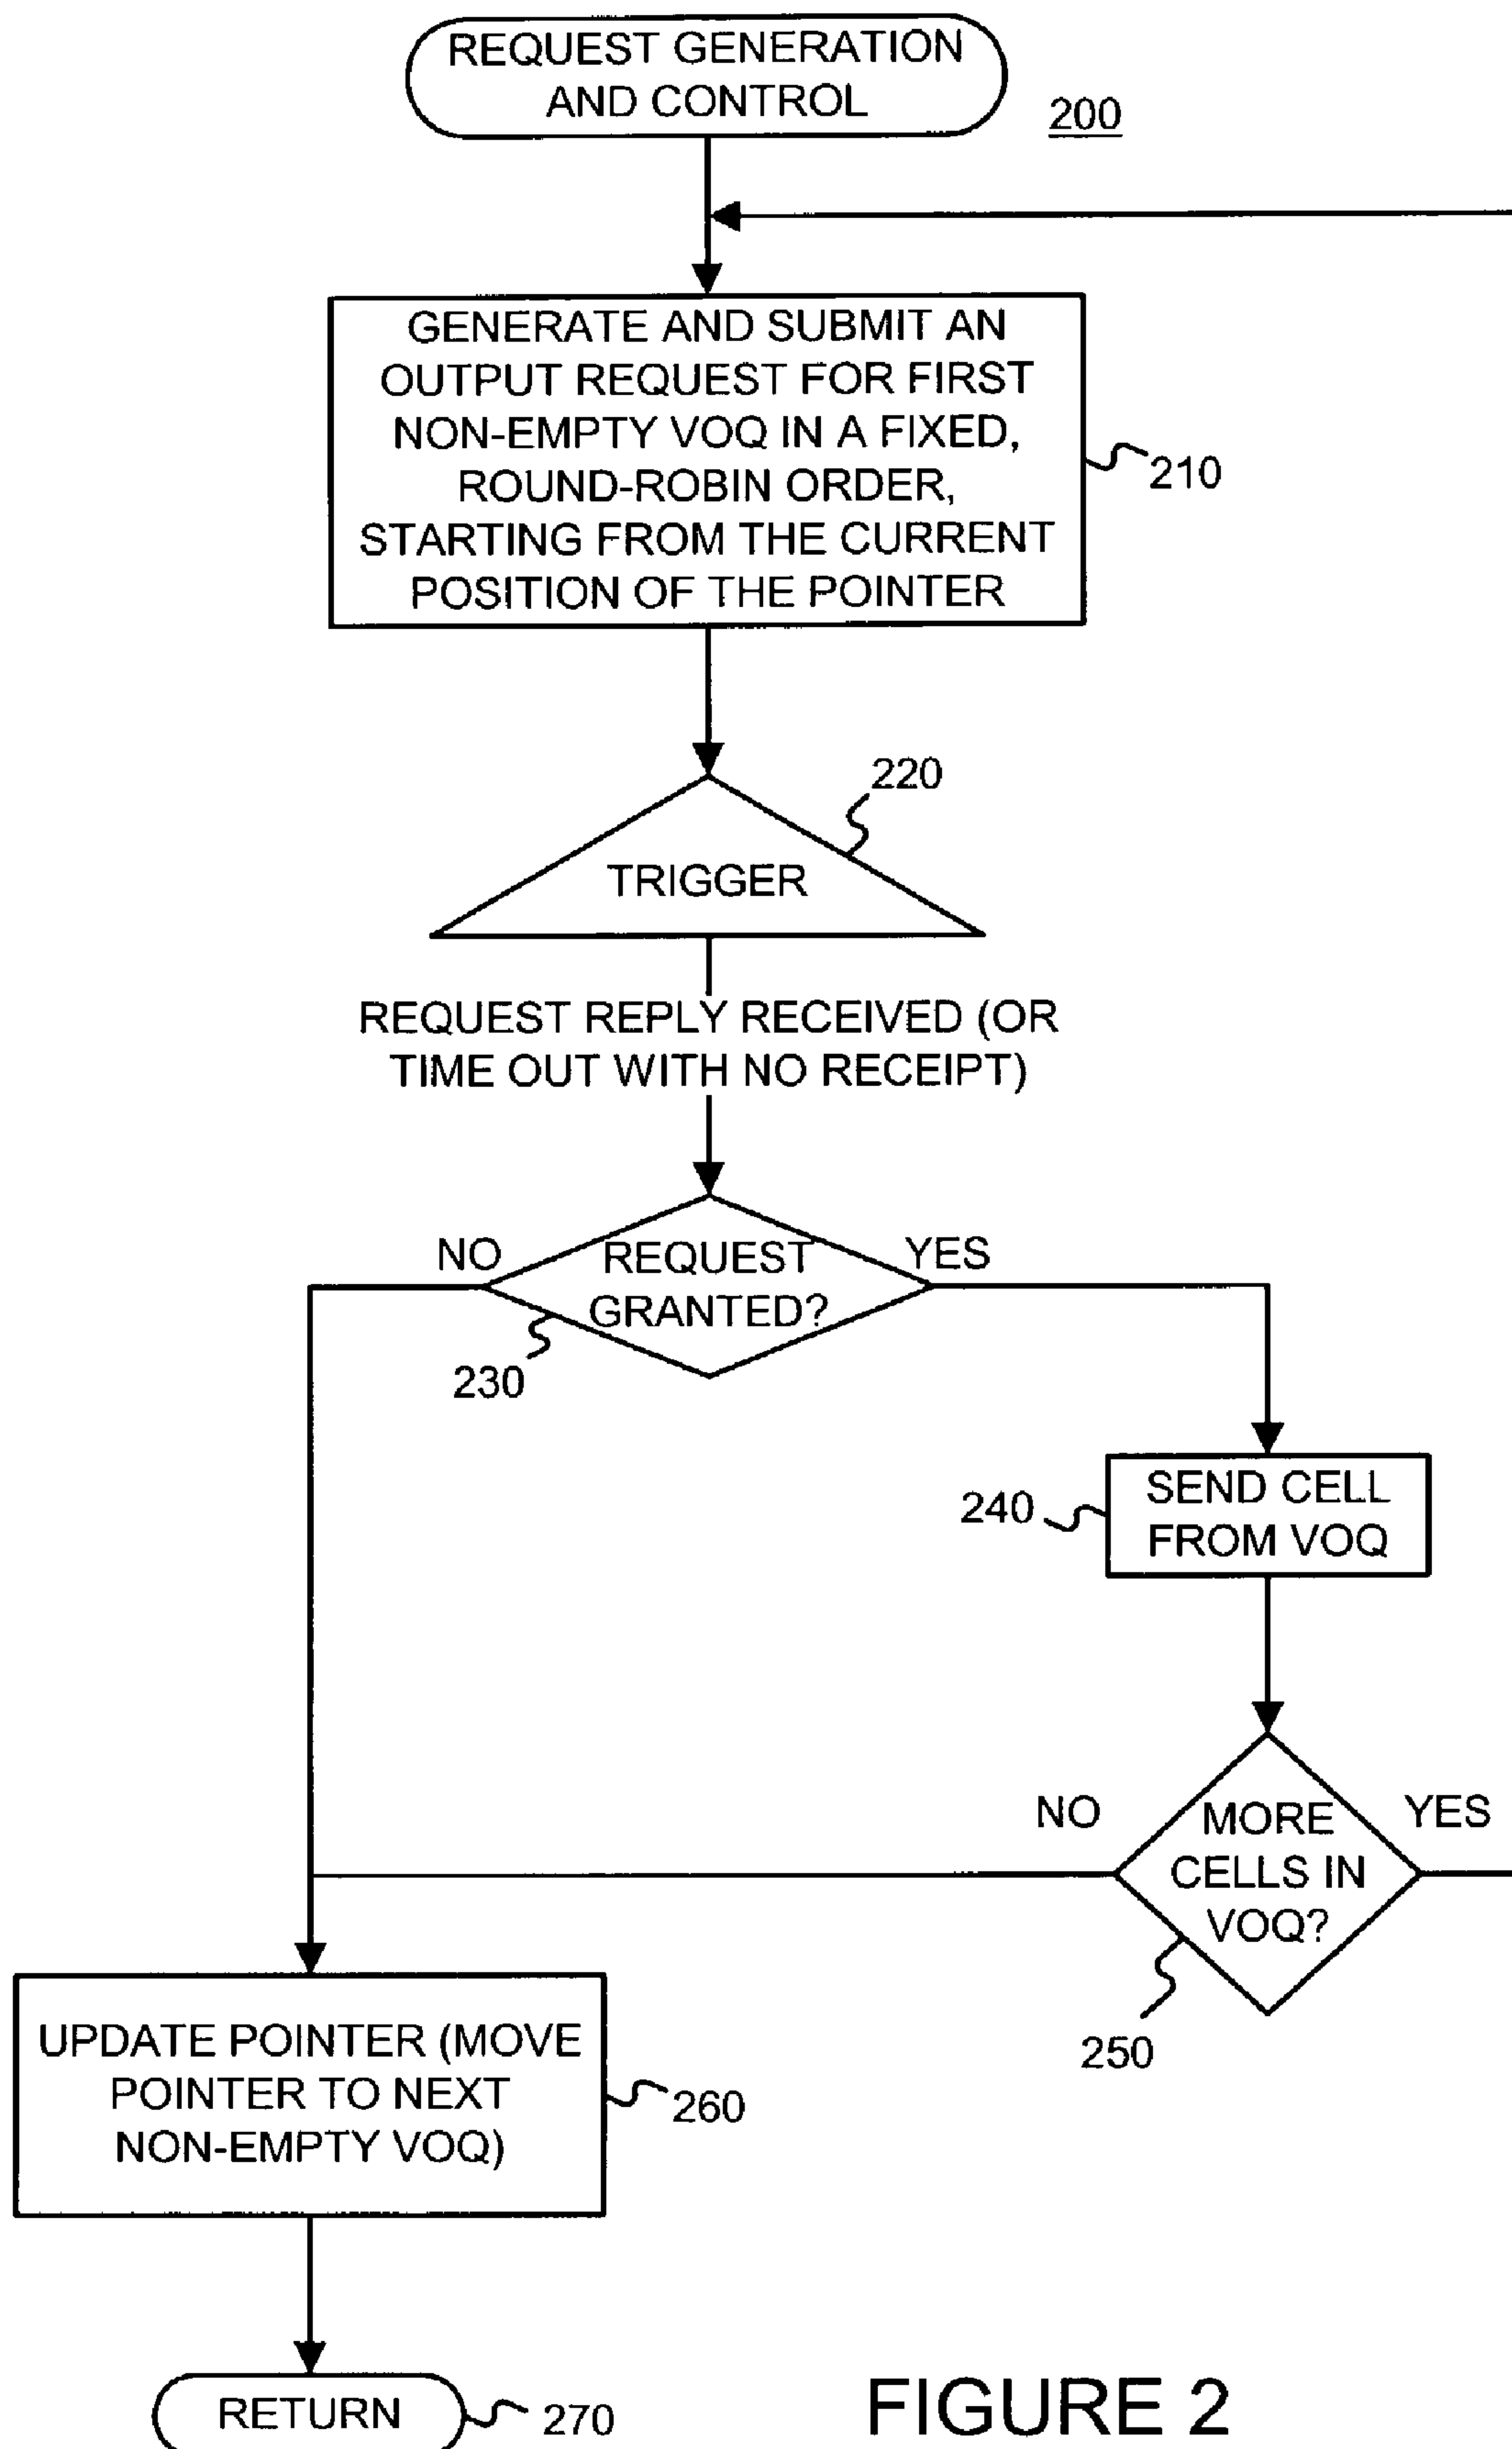 REQUEST GENERATION
AND CONTROL
200
GENERATE AND SUBMIT AN
OUTPUT REQUEST FOR FIRST
NON-EMPTY VOQ IN A FIXED,
ROUND-ROBIN ORDER,
STARTING FROM THE CURRENT
POSITION OF THE POINTER
210
220
TRIGGER
REQUEST REPLY RECEIVED (OR
TIME OUT WITH NO RECEIPT)
NO
REQUEST
GRANTED?
YES
230
240
SEND CELL
FROM VOQ
NO
MORE
CELLS IN
VOQ?
YES
250
UPDATE POINTER (MOVE
POINTER TO NEXT
NON-EMPTY VOQ)
260
RETURN
270
FIGURE 2